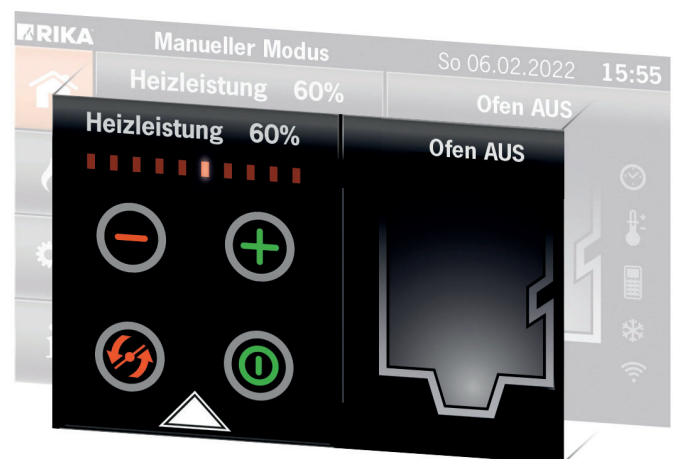 RIKA
Manueller Modus
So 06.02.2022 15:55
Heizleistung 60%
Ofen AUS
Heizleistung 60%
Ofen AUS